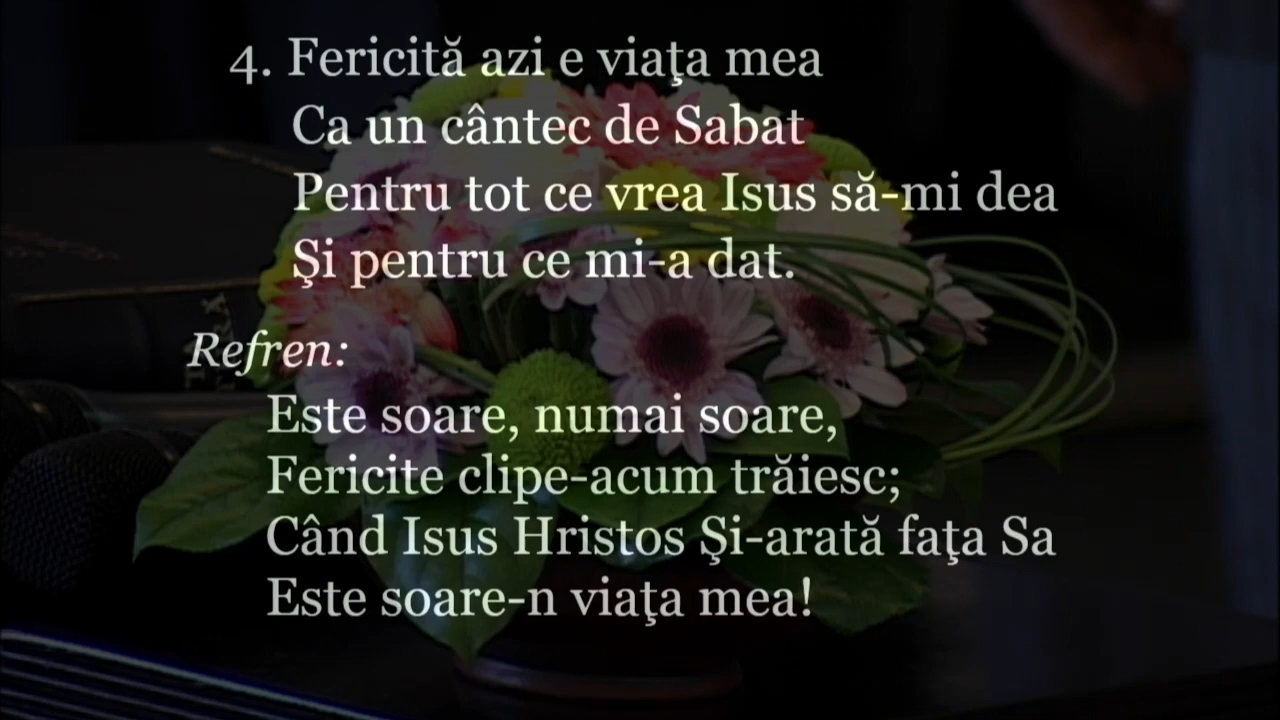 4. Fericită azi e viaţa mea
Ca un cântec de Sabat
Pentru tot ce vrea Isus să-mi dea
Şi pentru ce mi-a dat.
Refren:
Este soare, numai soare,
Fericite clipe-acum trăiesc;
Când Isus Hristos Şi-arată faţa Sa
Este soare-n viaţa mea!